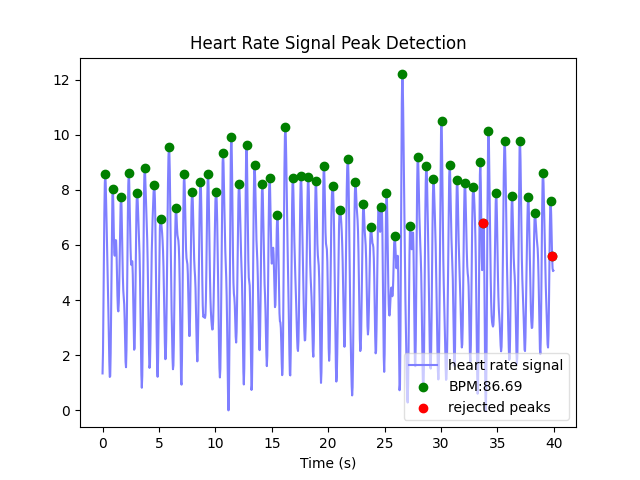 Heart Rate Signal Peak Detection
12
10
8
6
4
2
0
heart rate signal
BPM:86.69
rejected peaks
0 5 10 15 20 25 30 35 40
Time (s)